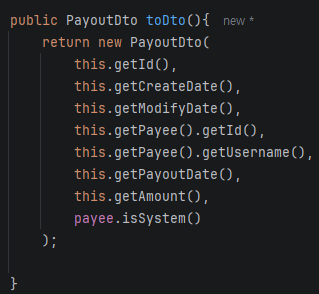 public PayoutDto toDto(){ new *
    return new PayoutDto(
        this.getId(),
        this.getCreateDate(),
        this.getModifyDate(),
        this.getPayee().getId(),
        this.getPayee().getUsername(),
        this.getPayoutDate(),
        this.getAmount(),
        payee.isSystem()
    );
}